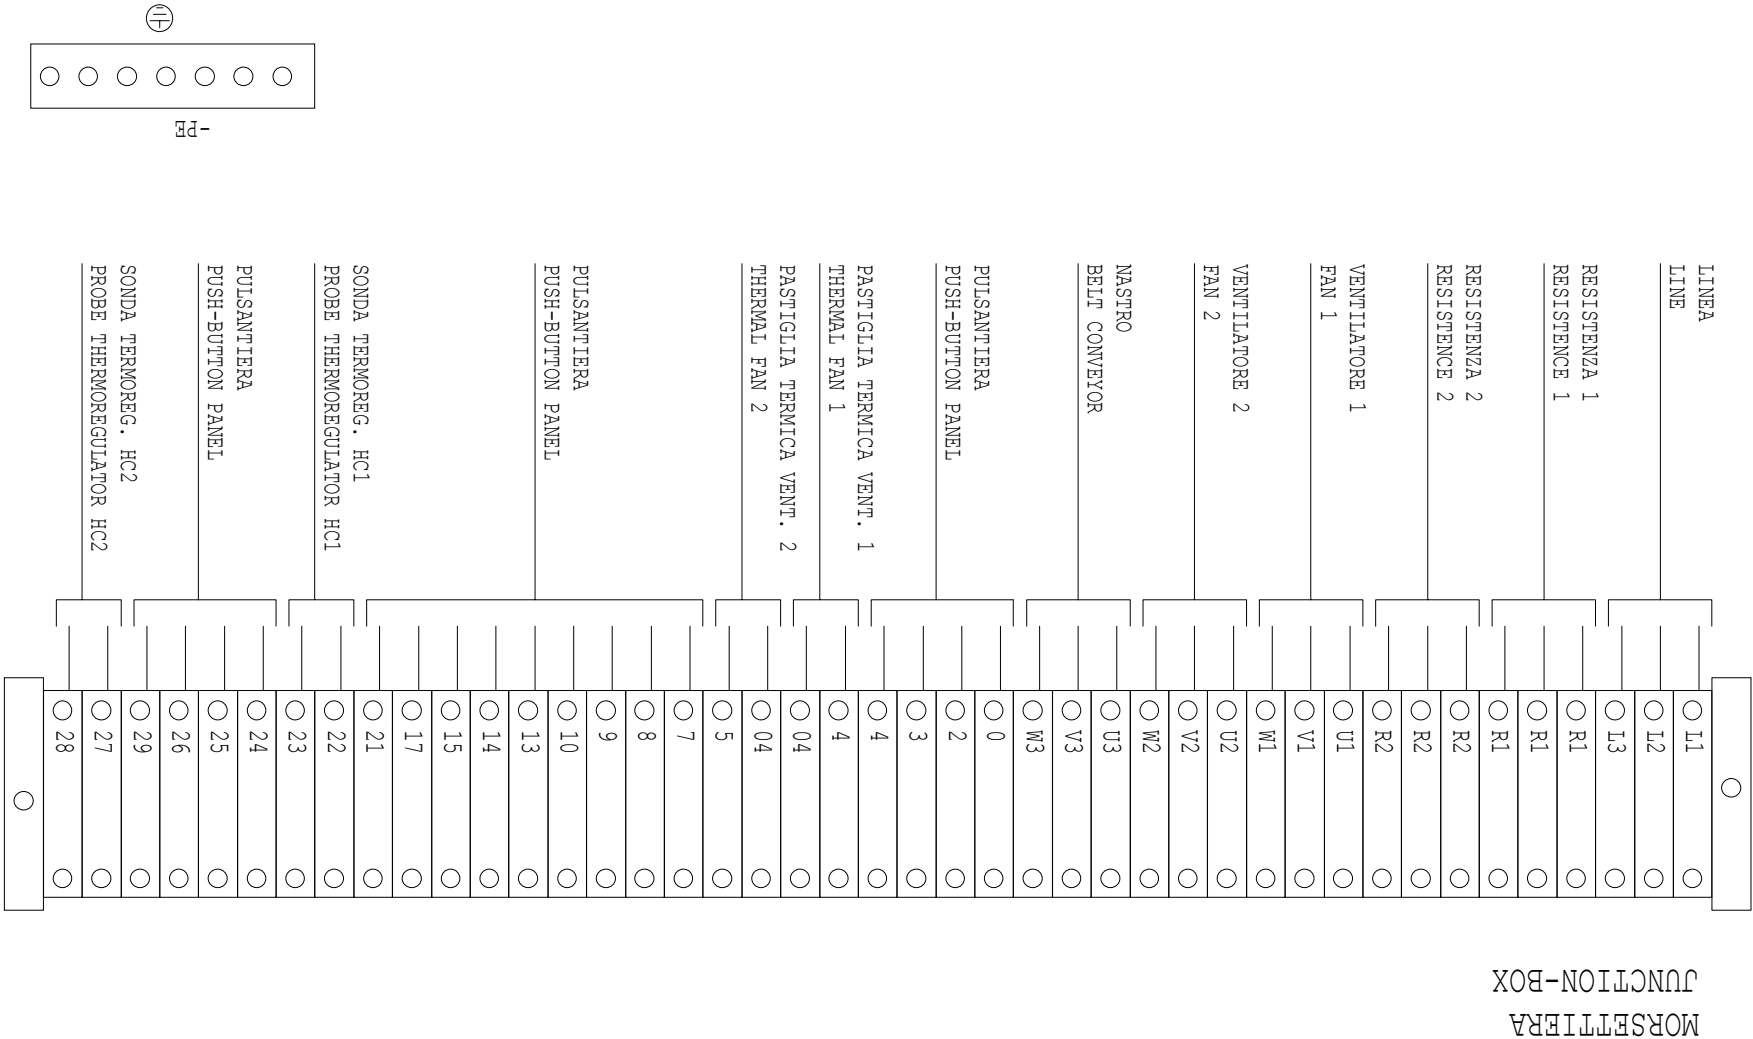 MORSETTIERA
JUNCTION-BOX
L1
L2
L3
R1
R1
R1
R2
R2
R2
U1
V1
W1
U2
V2
W2
U3
V3
W3
0
2
3
4
4
04
04
5
7
8
9
10
13
14
15
17
21
22
23
24
25
26
29
27
28
LINEA
LINE
RESISTENZA 1
RESISTENCE 1
RESISTENZA 2
RESISTENCE 2
VENTILATORE 1
FAN 1
VENTILATORE 2
FAN 2
NASTRO
BELT CONVEYOR
PULSANTIERA
PUSH-BUTTON PANEL
PASTIGLIA TERMICA VENT. 1
THERMAL FAN 1
PASTIGLIA TERMICA VENT. 2
THERMAL FAN 2
PULSANTIERA
PUSH-BUTTON PANEL
SONDA TERMOREG. HC1
PROBE THERMOREGULATOR HC1
PULSANTIERA
PUSH-BUTTON PANEL
SONDA TERMOREG. HC2
PROBE THERMOREGULATOR HC2
-PE